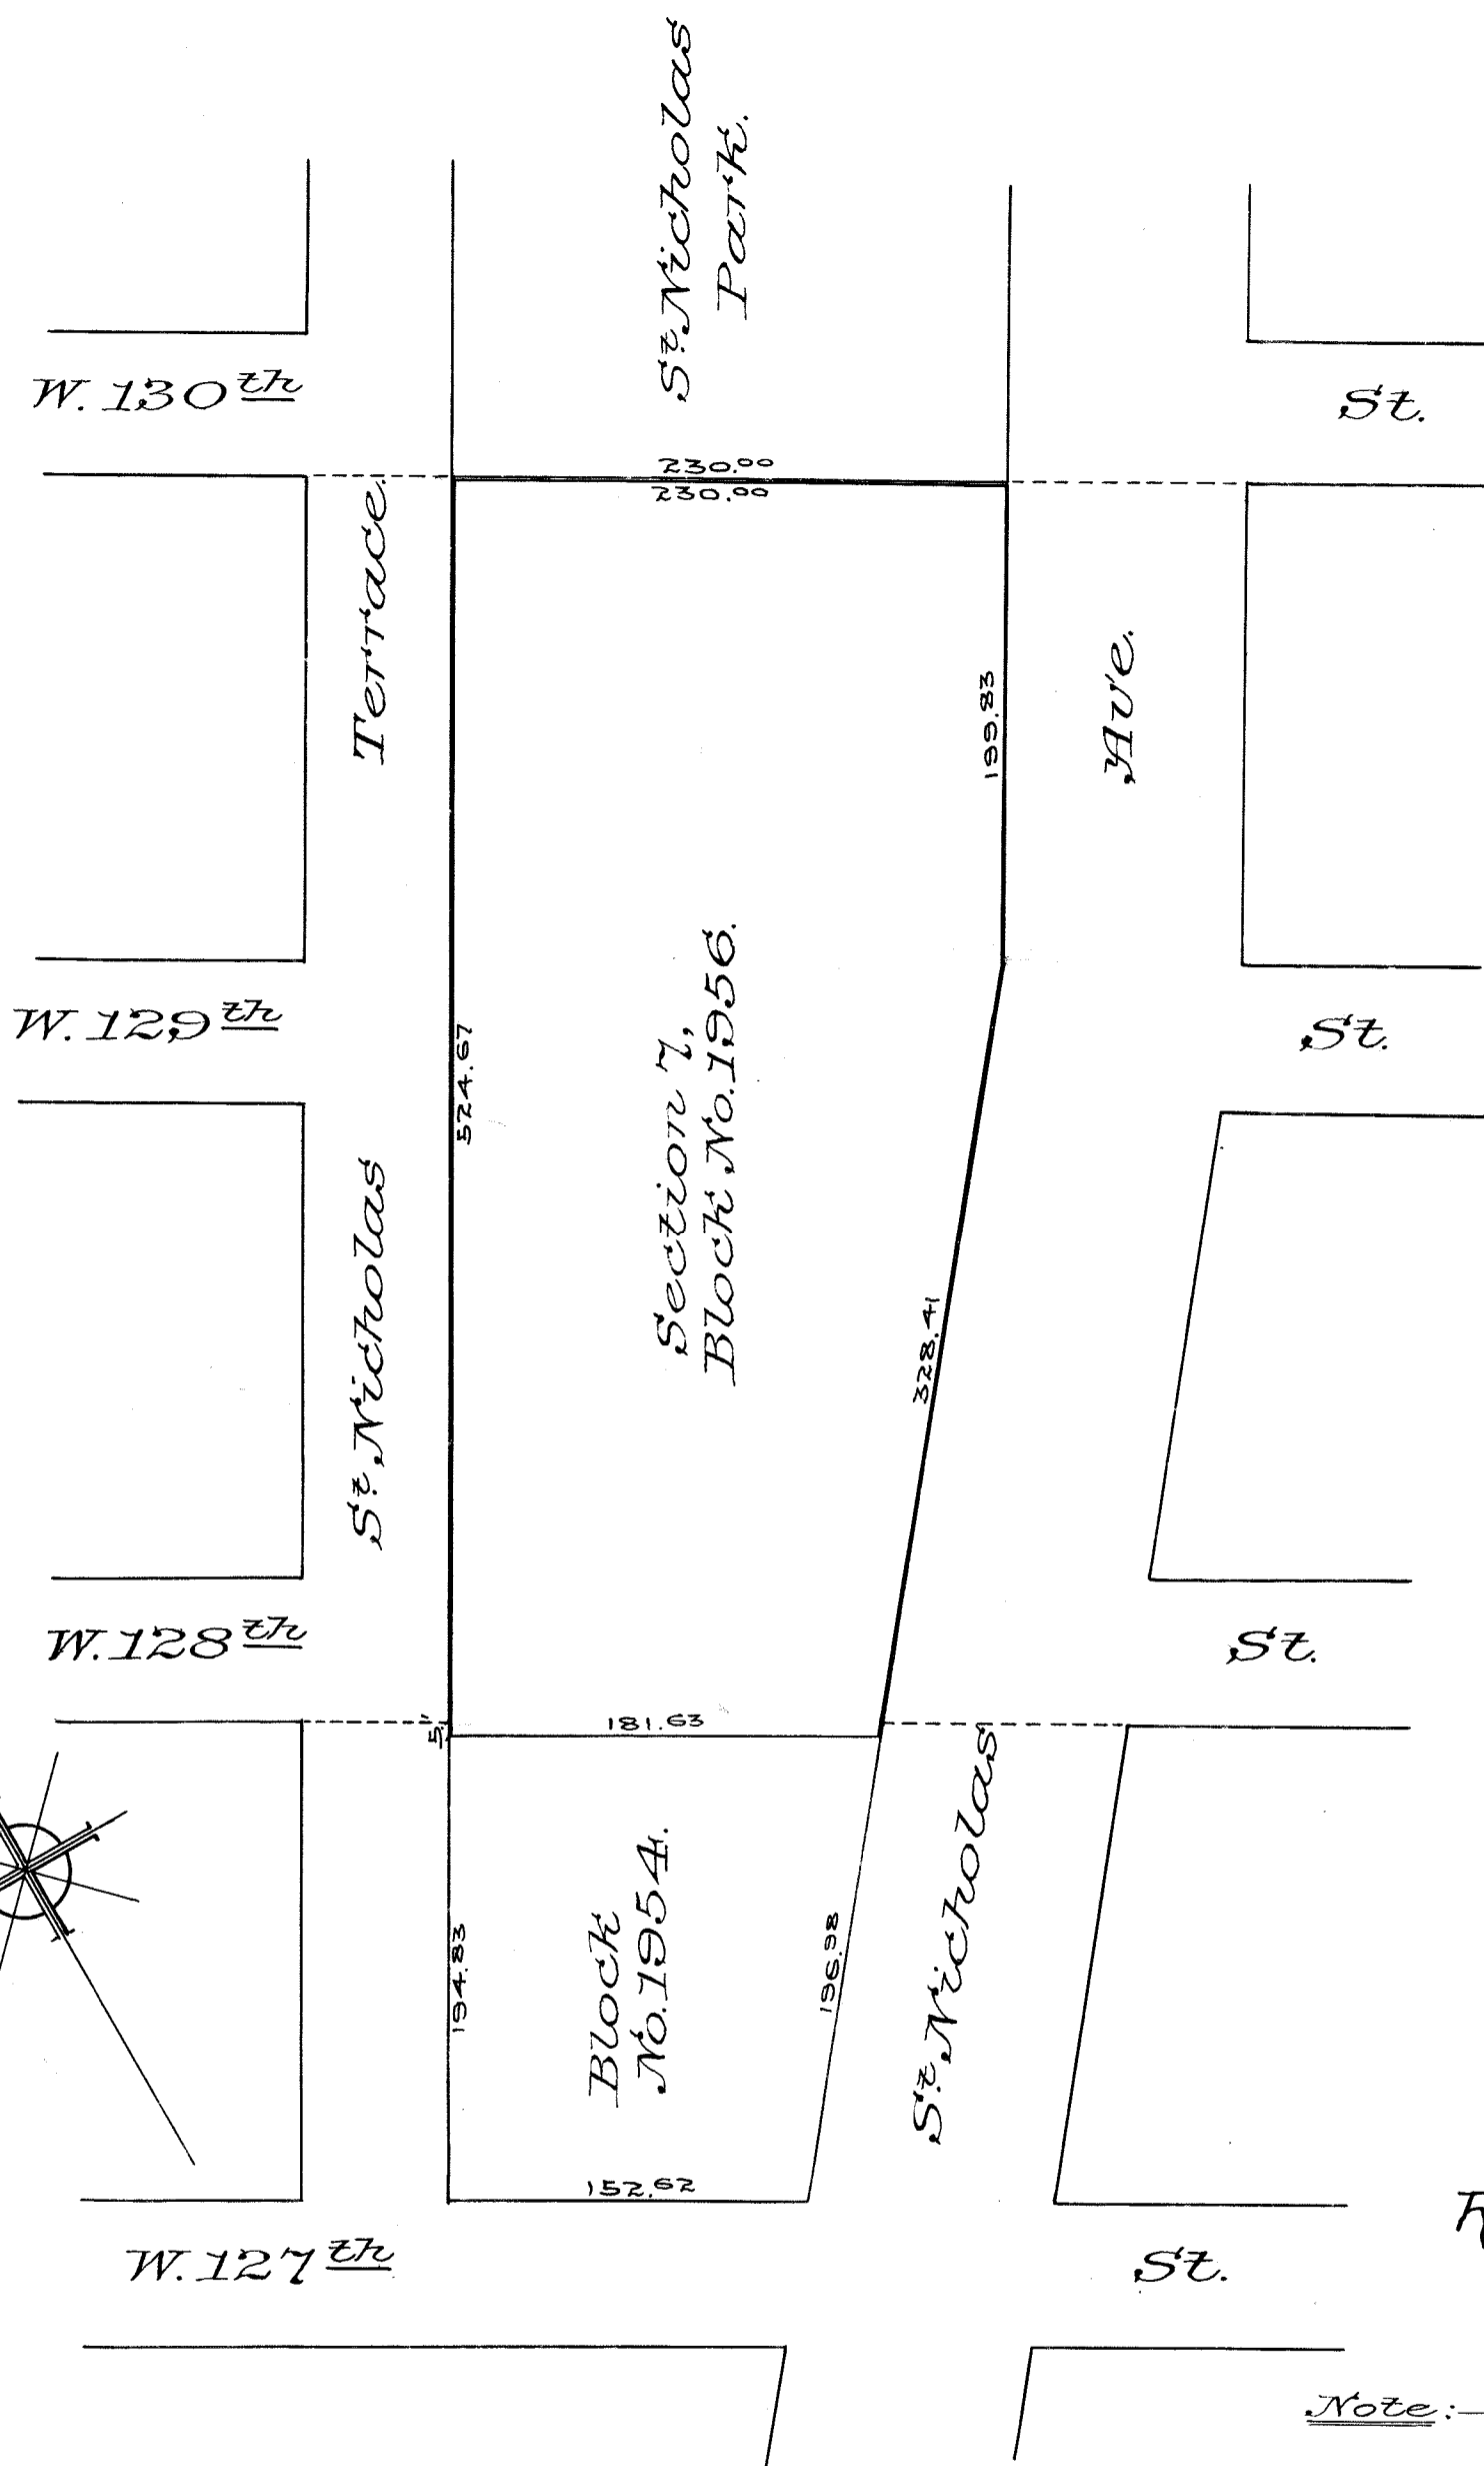 St. Nicholas
Park.
W. 130th
St.
230.00
230.00
Terrace.
Ave.
199.83
W. 129th
St.
524.67
Section 7,
Block No. 1956.
St. Nicholas
328.41
W. 128th
St.
5'
181.63
Block
No. 1954.
194.83
196.98
St. Nicholas
152.62
W. 127th
St.
Note:—